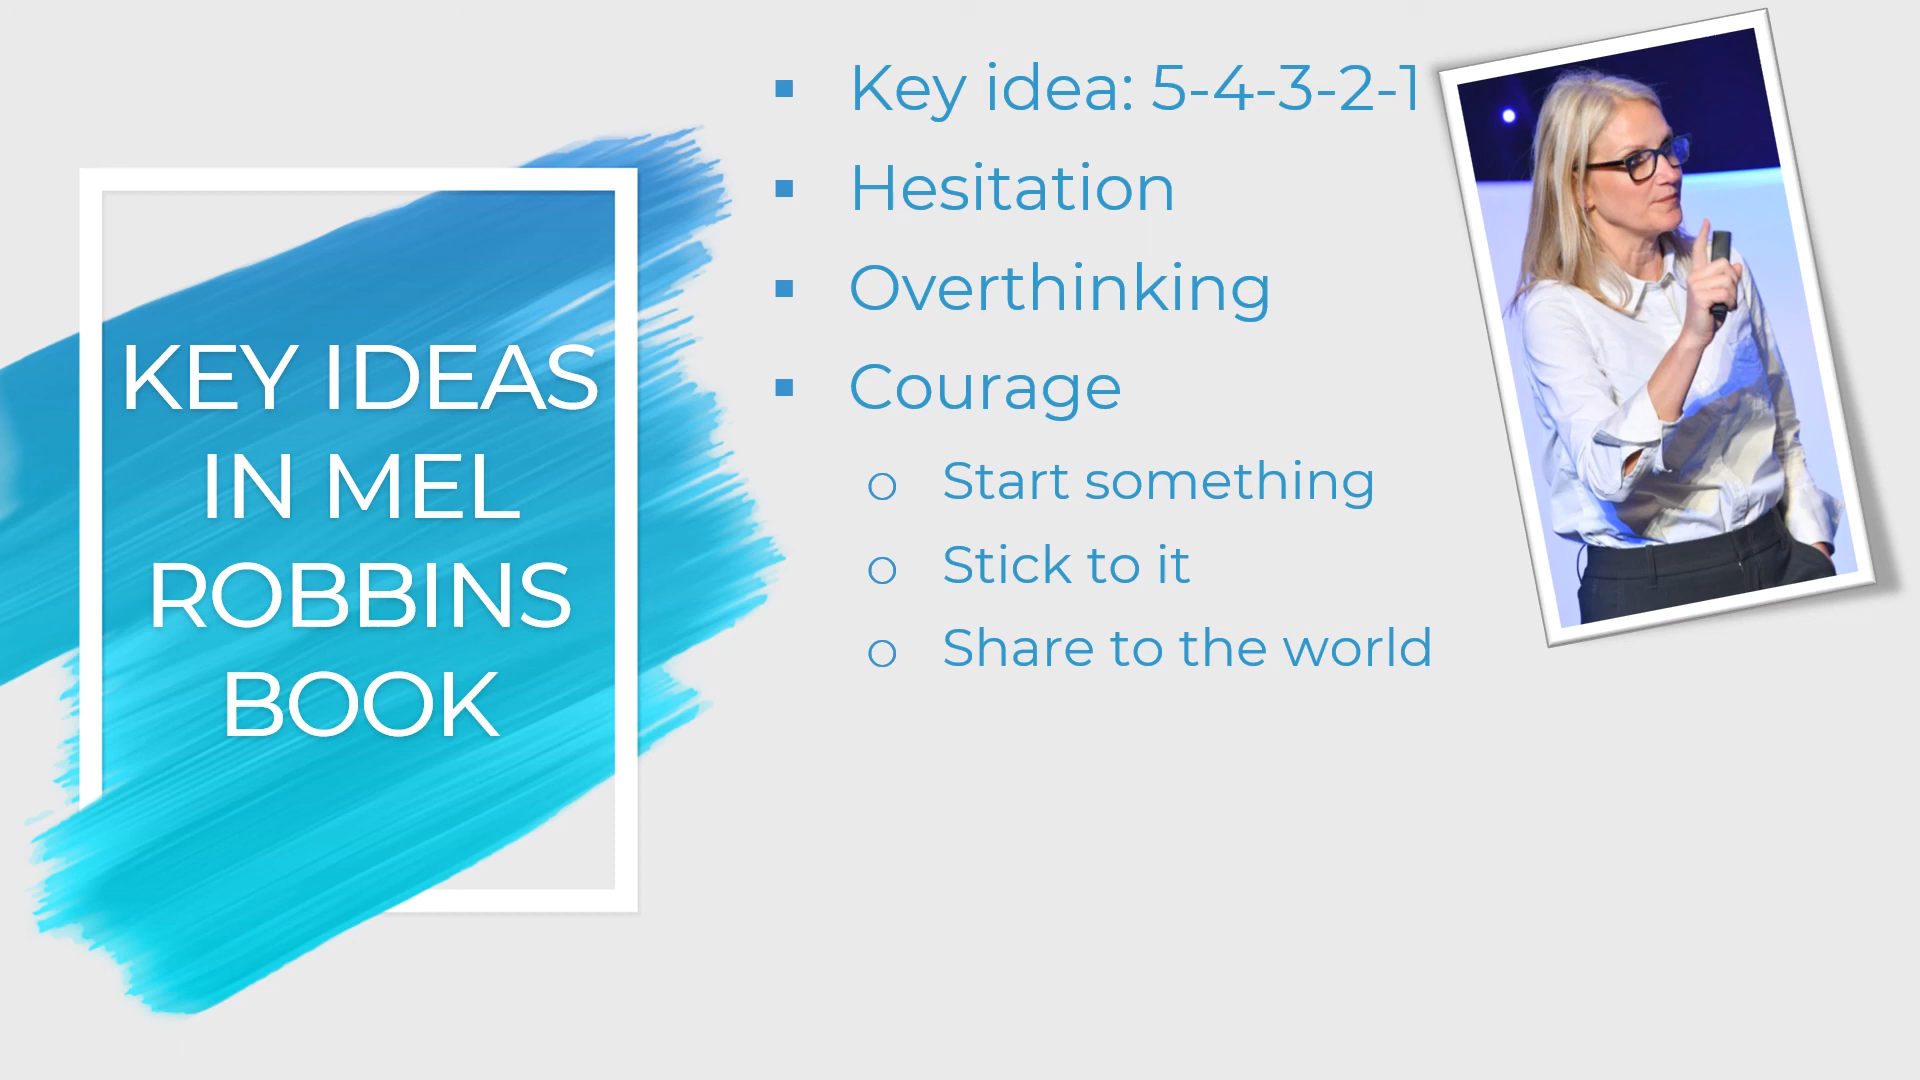 KEY IDEAS
IN MEL
ROBBINS
BOOK
Key idea: 5-4-3-2-1
Hesitation
Overthinking
Courage
Start something
Stick to it
Share to the world